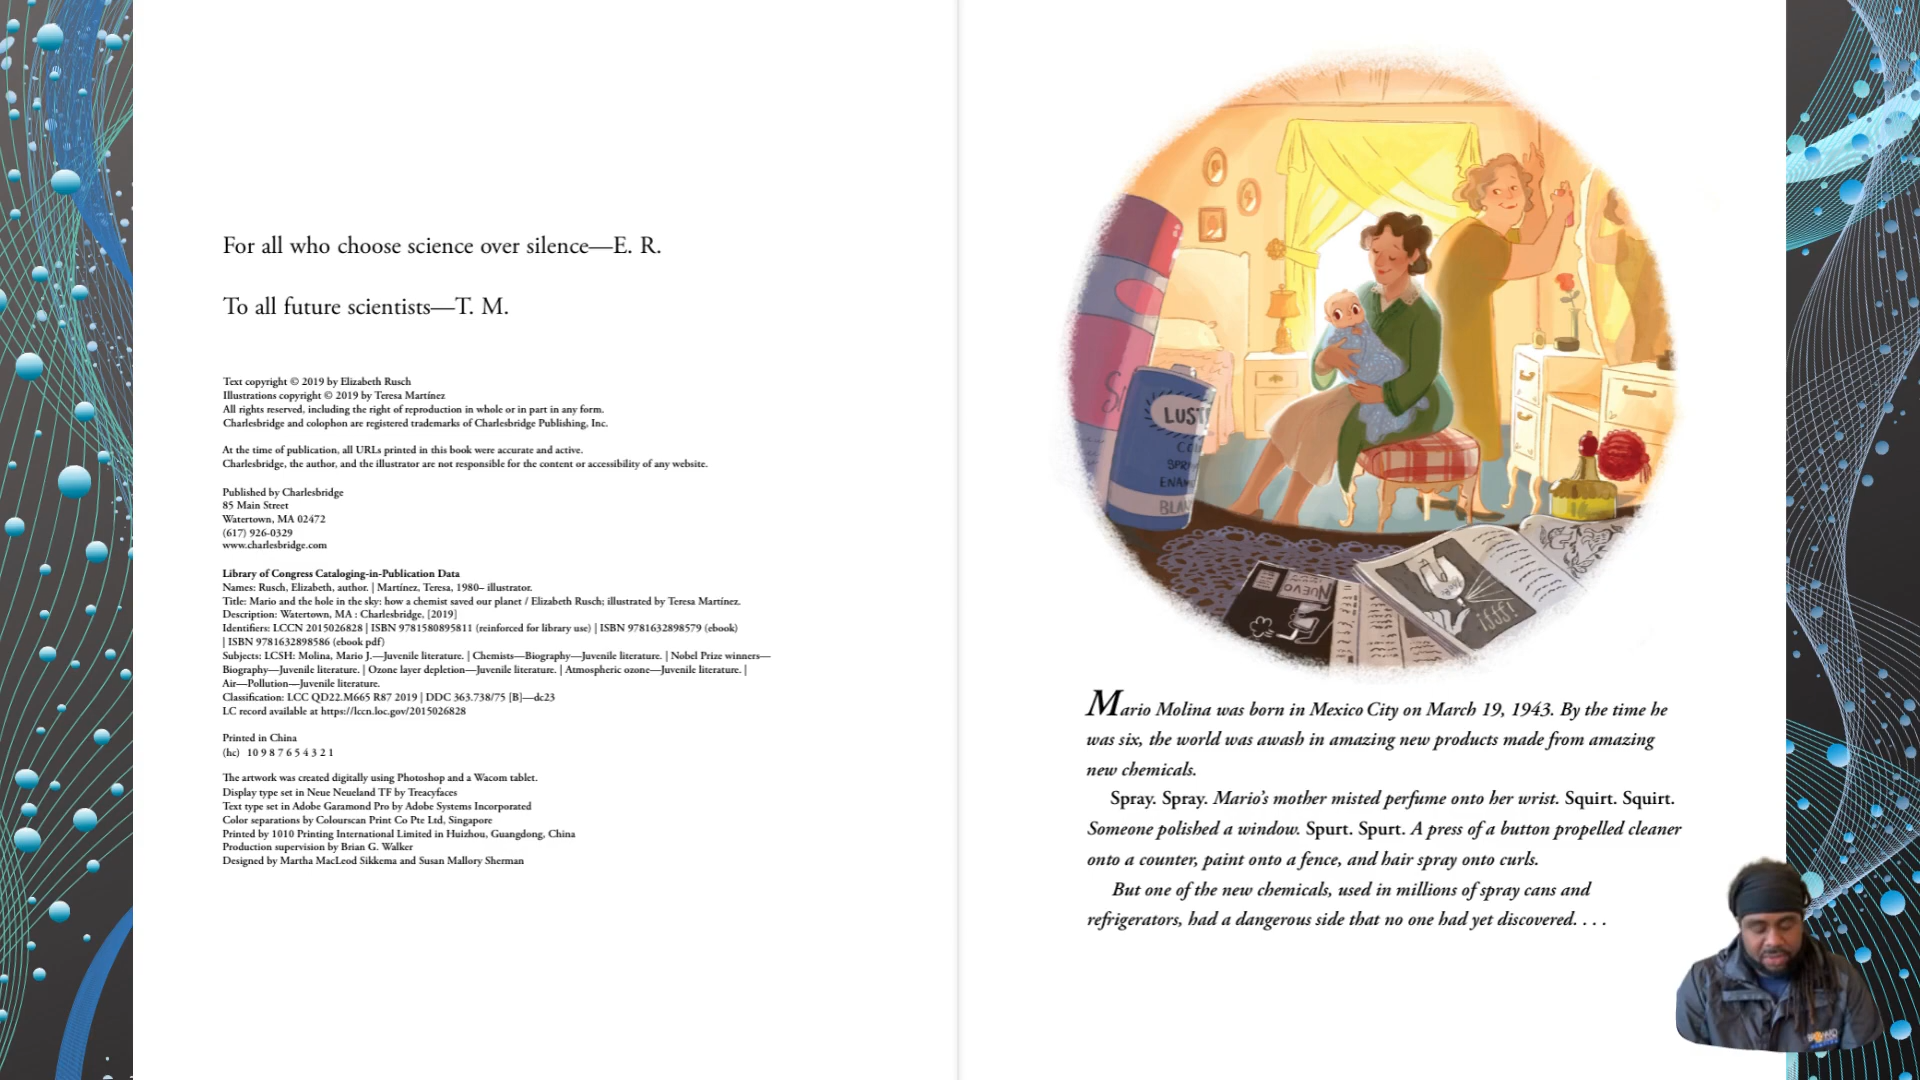 For all who choose science over silence—E. R.
To all future scientists—T. M.
Text copyright © 2019 by Elizabeth Rusch
Illustrations copyright © 2019 by Teresa Martínez
All rights reserved, including the right of reproduction in whole or in part in any form.
Charlesbridge and colophon are registered trademarks of Charlesbridge Publishing, Inc.
At the time of publication, all URLs printed in this book were accurate and active.
Charlesbridge, the author, and the illustrator are not responsible for the content or accessibility of any website.
Published by Charlesbridge
85 Main Street
Watertown, MA 02472
(617) 926-0329
www.charlesbridge.com
Library of Congress Cataloging-in-Publication Data
Names: Rusch, Elizabeth, author. | Martínez, Teresa, 1980– illustrator.
Title: Mario and the hole in the sky: how a chemist saved our planet / Elizabeth Rusch; illustrated by Teresa Martínez.
Description: Watertown, MA : Charlesbridge, [2019]
Identifiers: LCCN 2015026828 | ISBN 9781580895811 (reinforced for library use) | ISBN 9781632898579 (ebook)
| ISBN 9781632898586 (ebook pdf)
Subjects: LCSH: Molina, Mario J.—Juvenile literature. | Chemists—Biography—Juvenile literature. | Nobel Prize winners—
Biography—Juvenile literature. | Ozone layer depletion—Juvenile literature. | Atmospheric ozone—Juvenile literature. |
Air—Pollution—Juvenile literature.
Classification: LCC QD22.M665 R87 2019 | DDC 363.738/75 [B]—dc23
LC record available at https://lccn.loc.gov/2015026828
Printed in China
(hc) 10 9 8 7 6 5 4 3 2 1
The artwork was created digitally using Photoshop and a Wacom tablet.
Display type set in Neue Neueland TF by Treacyfaces
Text type set in Adobe Garamond Pro by Adobe Systems Incorporated
Color separations by Colourscan Print Co Pte Ltd, Singapore
Printed by 1010 Printing International Limited in Huizhou, Guangdong, China
Production supervision by Brian G. Walker
Designed by Martha MacLeod Sikkema and Susan Mallory Sherman
LUST
CO
SPR
ENAM
BLA
NUEVO
¡fsfs!
Mario Molina was born in Mexico City on March 19, 1943. By the time he
was six, the world was awash in amazing new products made from amazing
new chemicals.
Spray. Spray. Mario's mother misted perfume onto her wrist. Squirt. Squirt.
Someone polished a window. Spurt. Spurt. A press of a button propelled cleaner
onto a counter, paint onto a fence, and hair spray onto curls.
But one of the new chemicals, used in millions of spray cans and
refrigerators, had a dangerous side that no one had yet discovered. . . .